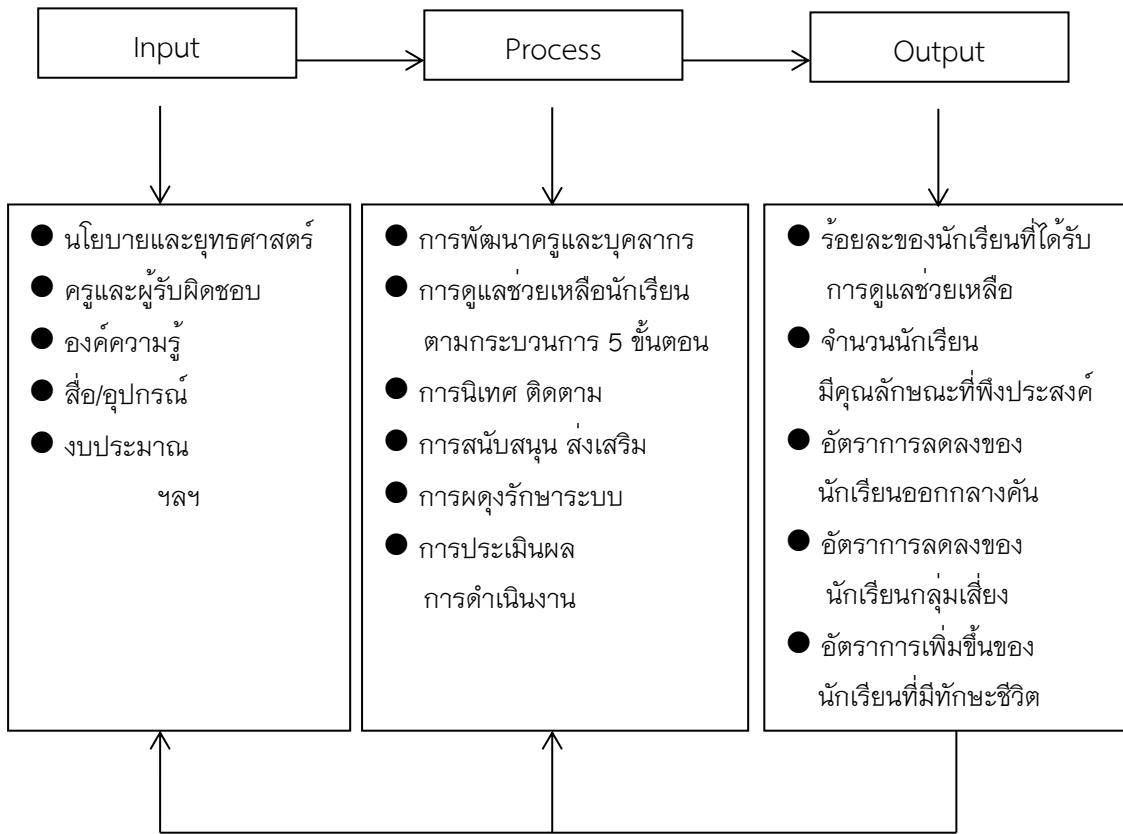 Input
Process
Output
● นโยบายและยุทธศาสตร์
● ครูและผู้รับผิดชอบ
● องค์ความรู้
● สื่อ/อุปกรณ์
● งบประมาณ
ฯลฯ
● การพัฒนาครูและบุคลากร
● การดูแลช่วยเหลือนักเรียน
ตามกระบวนการ 5 ขั้นตอน
● การนิเทศ ติดตาม
● การสนับสนุน ส่งเสริม
● การผดุงรักษาระบบ
● การประเมินผล
การดำเนินงาน
● ร้อยละของนักเรียนที่ได้รับ
การดูแลช่วยเหลือ
● จำนวนนักเรียน
มีคุณลักษณะที่พึงประสงค์
● อัตราการลดลงของ
นักเรียนออกกลางคัน
● อัตราการลดลงของ
นักเรียนกลุ่มเสี่ยง
● อัตราการเพิ่มขึ้นของ
นักเรียนที่มีทักษะชีวิต